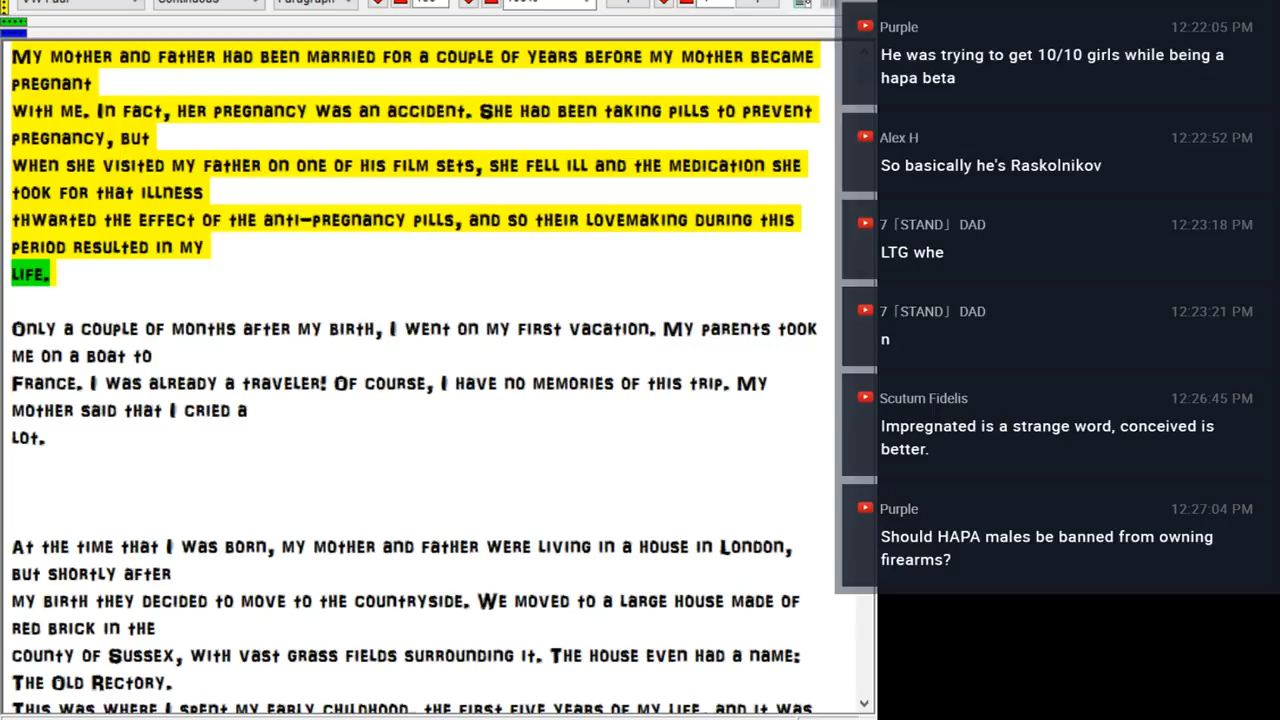 Continuous
Paragraph
My mother and father had been married for a couple of years before my mother became
pregnant
with me. In fact, her pregnancy was an accident. She had been taking pills to prevent
pregnancy, but
when she visited my father on one of his film sets, she fell ill and the medication she
took for that illness
thwarted the effect of the anti-pregnancy pills, and so their lovemaking during this
period resulted in my
life.
Only a couple of months after my birth, I went on my first vacation. My parents took
me on a boat to
France. I was already a traveler! Of course, I have no memories of this trip. My
mother said that I cried a
lot.
At the time that I was born, my mother and father were living in a house in London,
but shortly after
my birth they decided to move to the countryside. We moved to a large house made of
red brick in the
county of Sussex, with vast grass fields surrounding it. The house even had a name:
The Old Rectory.
This was where I spent my early childhood, the first five years of my life, and it was
Purple 12:22:05 PM
He was trying to get 10/10 girls while being a
hapa beta
Alex H 12:22:52 PM
So basically he's Raskolnikov
7「STAND」 DAD 12:23:18 PM
LTG whe
7「STAND」 DAD 12:23:21 PM
n
Scutum Fidelis 12:26:45 PM
Impregnated is a strange word, conceived is
better.
Purple 12:27:04 PM
Should HAPA males be banned from owning
firearms?